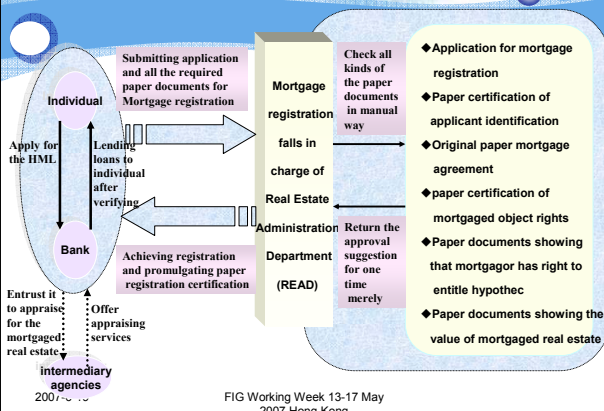 Submitting application
and all the required
paper documents for
Mortgage registration
Individual
Apply for
the HML
Lending
loans to
individual
after
verifying
Bank
Achieving registration
and promulgating paper
registration certification
Entrust it
to appraise
for the
mortgaged
real estate
Offer
appraising
services
intermediary
agencies
Mortgage
registration
falls in
charge of
Real Estate
Administration
Department
(READ)
Check all
kinds of
the paper
documents
in manual
way
Return the
approval
suggestion
for one
time
merely
◆Application for mortgage
registration
◆Paper certification of
applicant identification
◆Original paper mortgage
agreement
◆paper certification of
mortgaged object rights
◆Paper documents showing
that mortgagor has right to
entitle hypothec
◆Paper documents showing the
value of mortgaged real estate
FIG Working Week 13-17 May
2007 Hong Kong